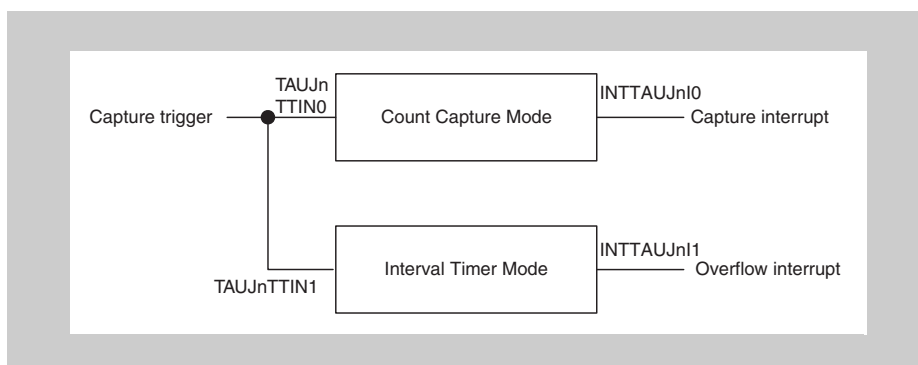 TAUJn
TTIN0
INTTAUJnI0
Capture trigger
Count Capture Mode
Capture interrupt
INTTAUJnI1
Interval Timer Mode
Overflow interrupt
TAUJnTTIN1